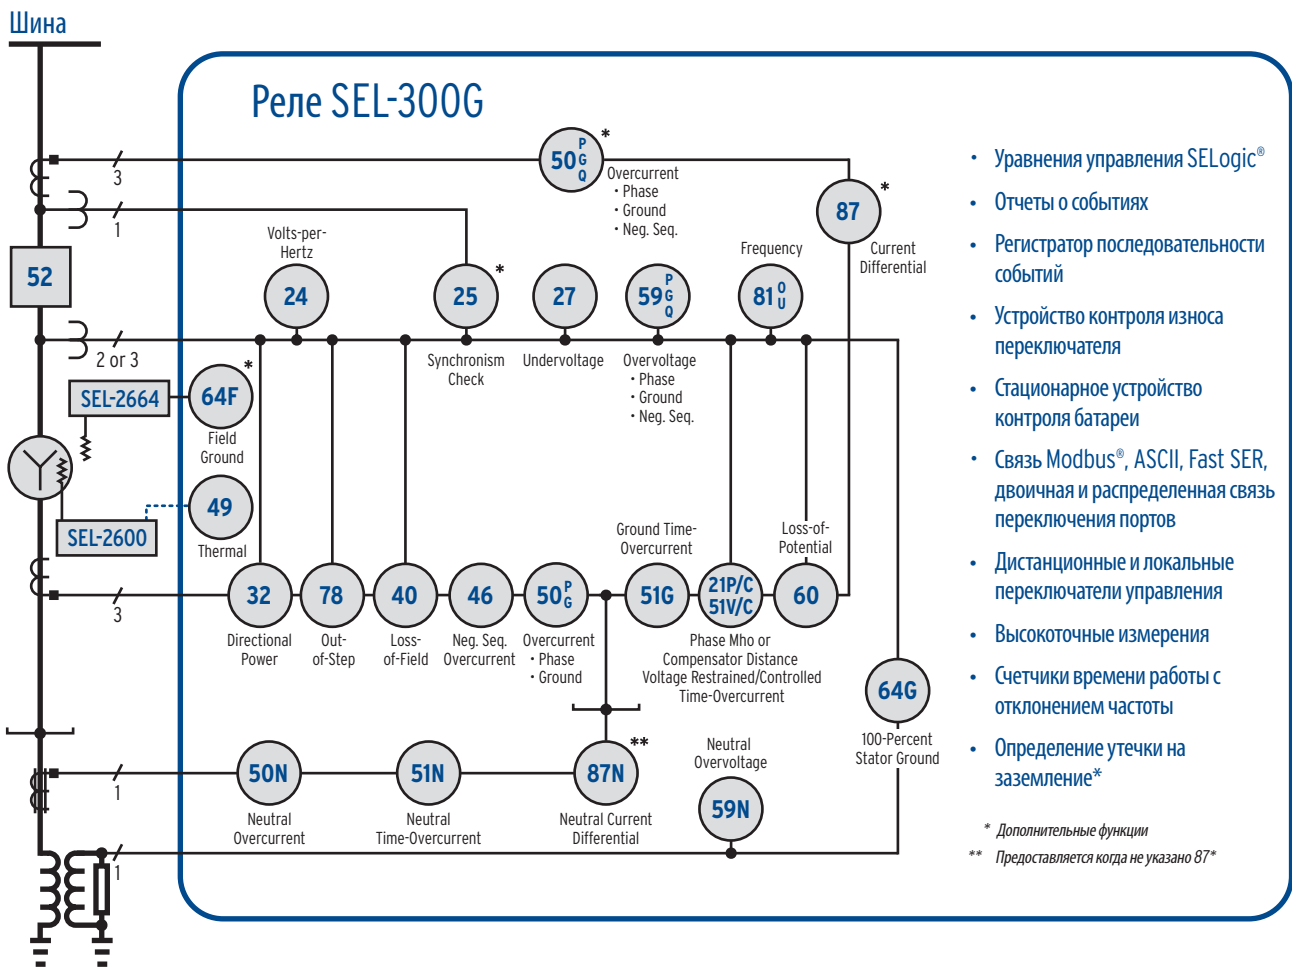 Шина
Реле SEL-300G
3
50 P G Q *
Overcurrent
• Phase
• Ground
• Neg. Seq.
87 *
Current
Differential
1
52
Volts-per-
Hertz
24
25 *
Synchronism
Check
27
Undervoltage
59 P G Q
Overvoltage
• Phase
• Ground
• Neg. Seq.
Frequency
81 O U
2 or 3
SEL-2664
64F *
Field
Ground
49
Thermal
SEL-2600
3
32
Directional
Power
78
Out-
of-Step
40
Loss-
of-Field
46
Neg. Seq.
Overcurrent
50 P G
Overcurrent
• Phase
• Ground
Ground Time-
Overcurrent
51G
21P/C
51V/C
Phase Mho or
Compensator Distance
Voltage Restrained/Controlled
Time-Overcurrent
Loss-of-
Potential
60
64G
100-Percent
Stator Ground
1
50N
Neutral
Overcurrent
51N
Neutral
Time-Overcurrent
87N **
Neutral Current
Differential
Neutral
Overvoltage
59N
1
• Уравнения управления SELogic®
• Отчеты о событиях
• Регистратор последовательности
событий
• Устройство контроля износа
переключателя
• Стационарное устройство
контроля батареи
• Связь Modbus®, ASCII, Fast SER,
двоичная и распределенная связь
переключения портов
• Дистанционные и локальные
переключатели управления
• Высокоточные измерения
• Счетчики времени работы с
отклонением частоты
• Определение утечки на
заземление*
* Дополнительные функции
** Предоставляется когда не указано 87*